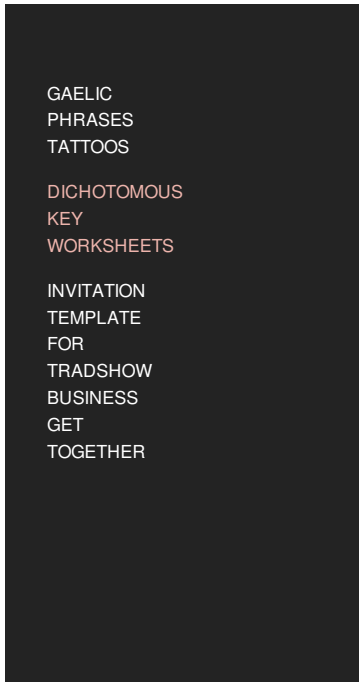 GAELIC
PHRASES
TATTOOS
DICHOTOMOUS
KEY
WORKSHEETS
INVITATION
TEMPLATE
FOR
TRADSHOW
BUSINESS
GET
TOGETHER